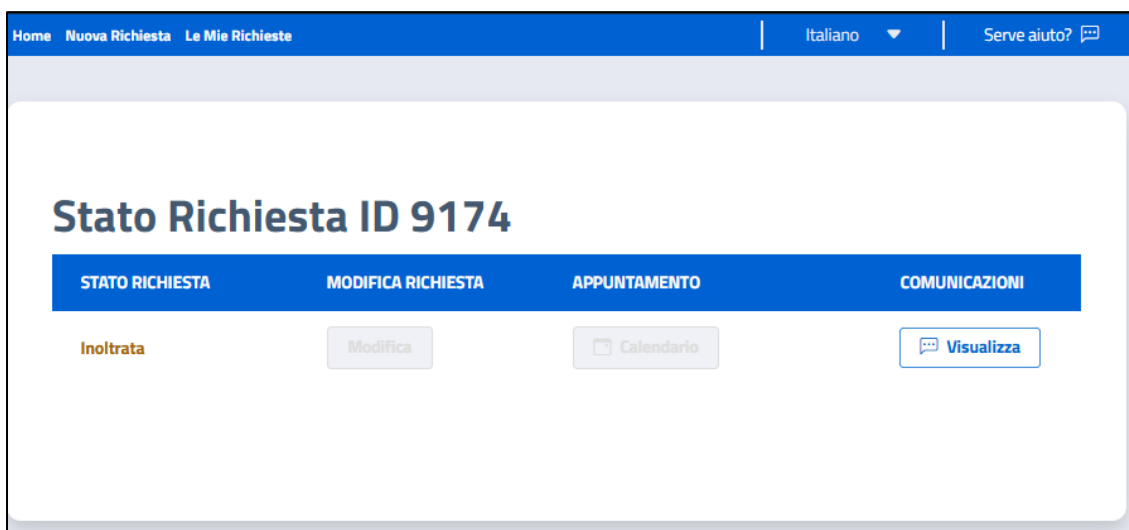 Home Nuova Richiesta Le Mie Richieste Italiano Serve aiuto?
Stato Richiesta ID 9174
STATO RICHIESTA MODIFICA RICHIESTA APPUNTAMENTO COMUNICAZIONI
Inoltrata Modifica Calendario Visualizza